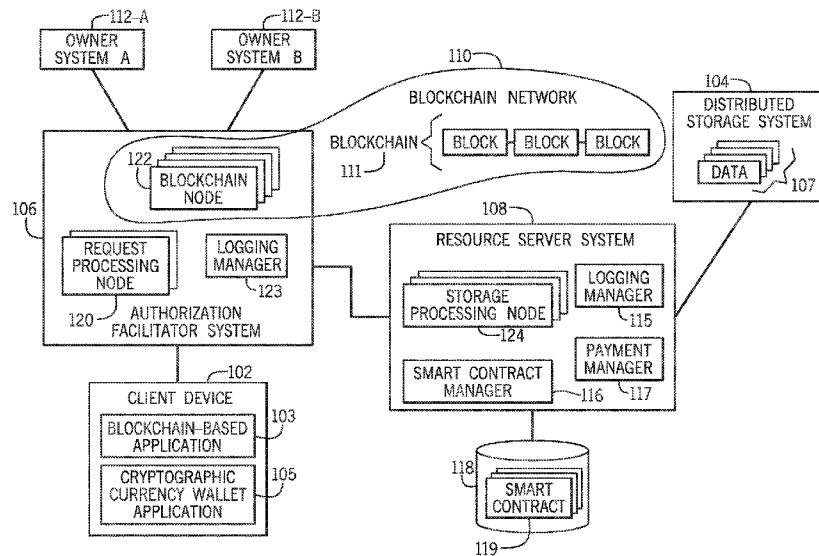 112-A
112-B
OWNER
SYSTEM A
OWNER
SYSTEM B
110
BLOCKCHAIN NETWORK
104
DISTRIBUTED
STORAGE SYSTEM
BLOCKCHAIN
111
BLOCK
BLOCK
BLOCK
DATA
107
122
BLOCKCHAIN
NODE
106
108
RESOURCE SERVER SYSTEM
REQUEST
PROCESSING
NODE
120
LOGGING
MANAGER
123
AUTHORIZATION
FACILITATOR SYSTEM
STORAGE
PROCESSING NODE
124
LOGGING
MANAGER
115
SMART CONTRACT
MANAGER
116
PAYMENT
MANAGER
117
102
CLIENT DEVICE
BLOCKCHAIN-BASED
APPLICATION
103
CRYPTOGRAPHIC
CURRENCY WALLET
APPLICATION
105
118
SMART
CONTRACT
119